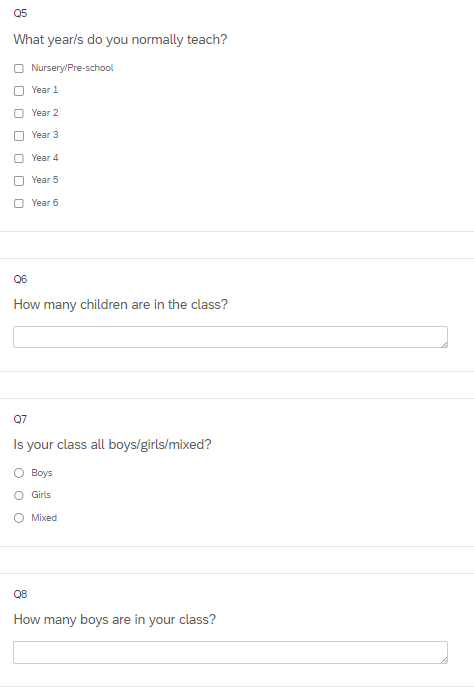 Q5
What year/s do you normally teach?
Nursery/Pre-school
Year 1
Year 2
Year 3
Year 4
Year 5
Year 6
Q6
How many children are in the class?
Q7
Is your class all boys/girls/mixed?
Boys
Girls
Mixed
Q8
How many boys are in your class?